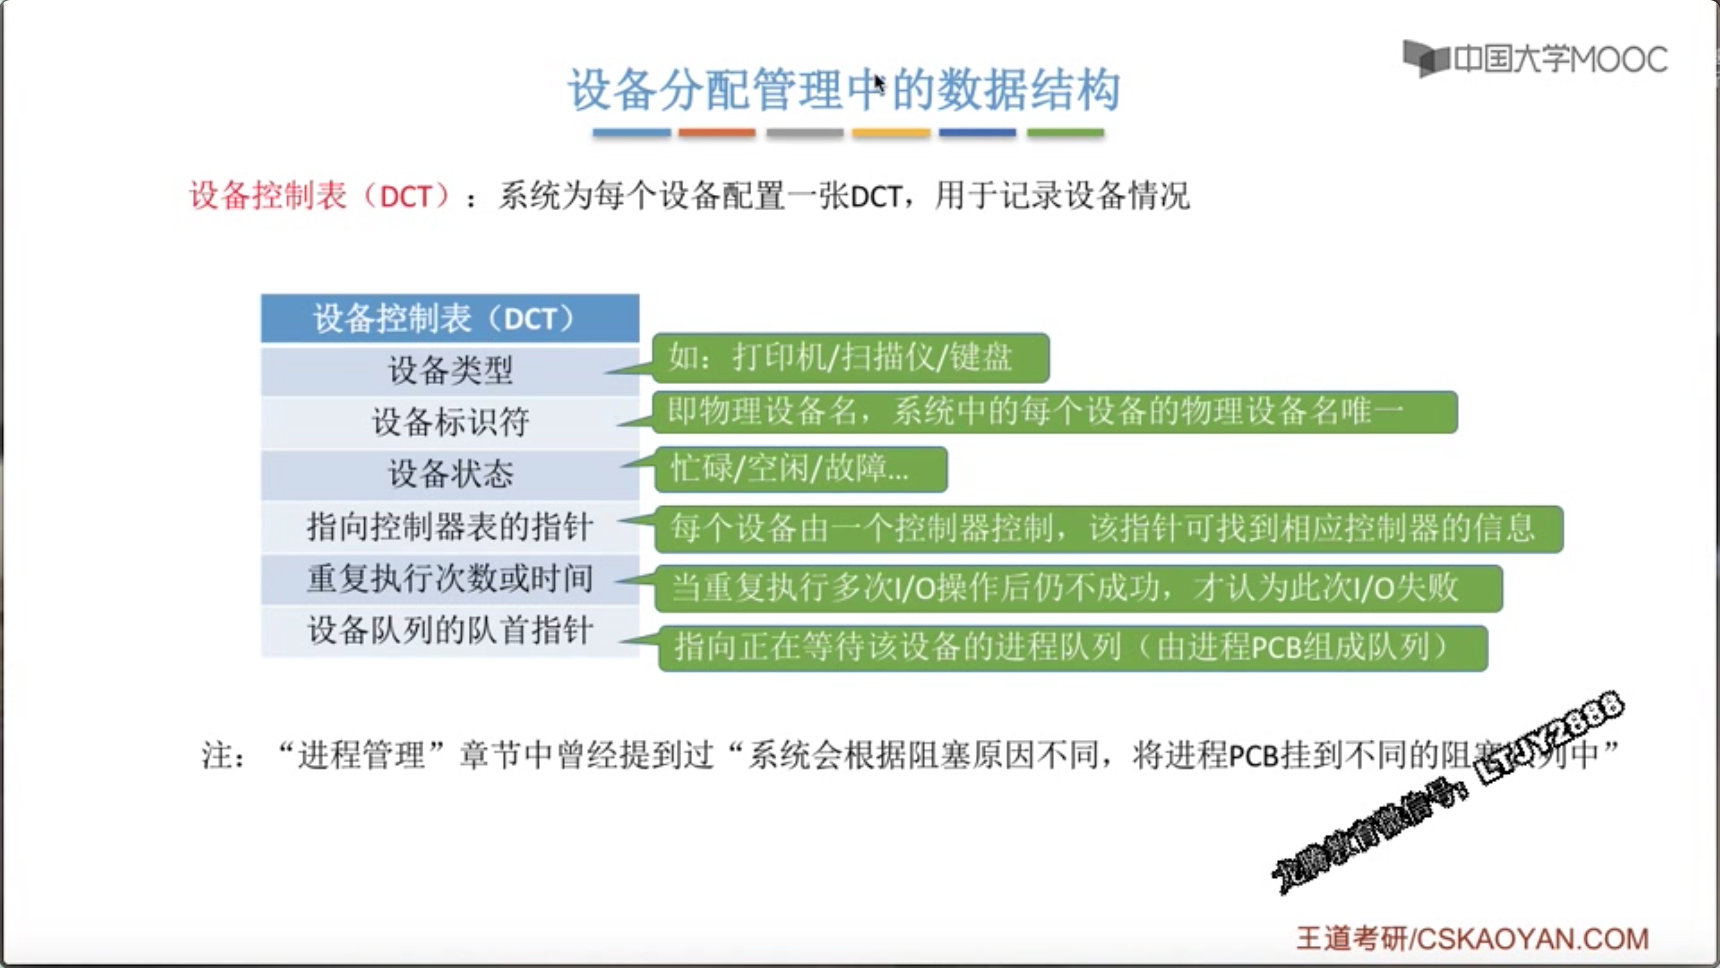 中国大学MOOC
设备分配管理中的数据结构
设备控制表（DCT）：系统为每个设备配置一张DCT，用于记录设备情况
设备控制表（DCT）
设备类型
如：打印机/扫描仪/键盘
设备标识符
即物理设备名，系统中的每个设备的物理设备名唯一
设备状态
忙碌/空闲/故障...
指向控制器表的指针
每个设备由一个控制器控制，该指针可找到相应控制器的信息
重复执行次数或时间
当重复执行多次I/O操作后仍不成功，才认为此次I/O失败
设备队列的队首指针
指向正在等待该设备的进程队列（由进程PCB组成队列）
注：“进程管理”章节中曾经提到过“系统会根据阻塞原因不同，将进程PCB挂到不同的阻塞队列中”
龙腾教育微信号：LTJY2888
王道考研/CSKAOYAN.COM